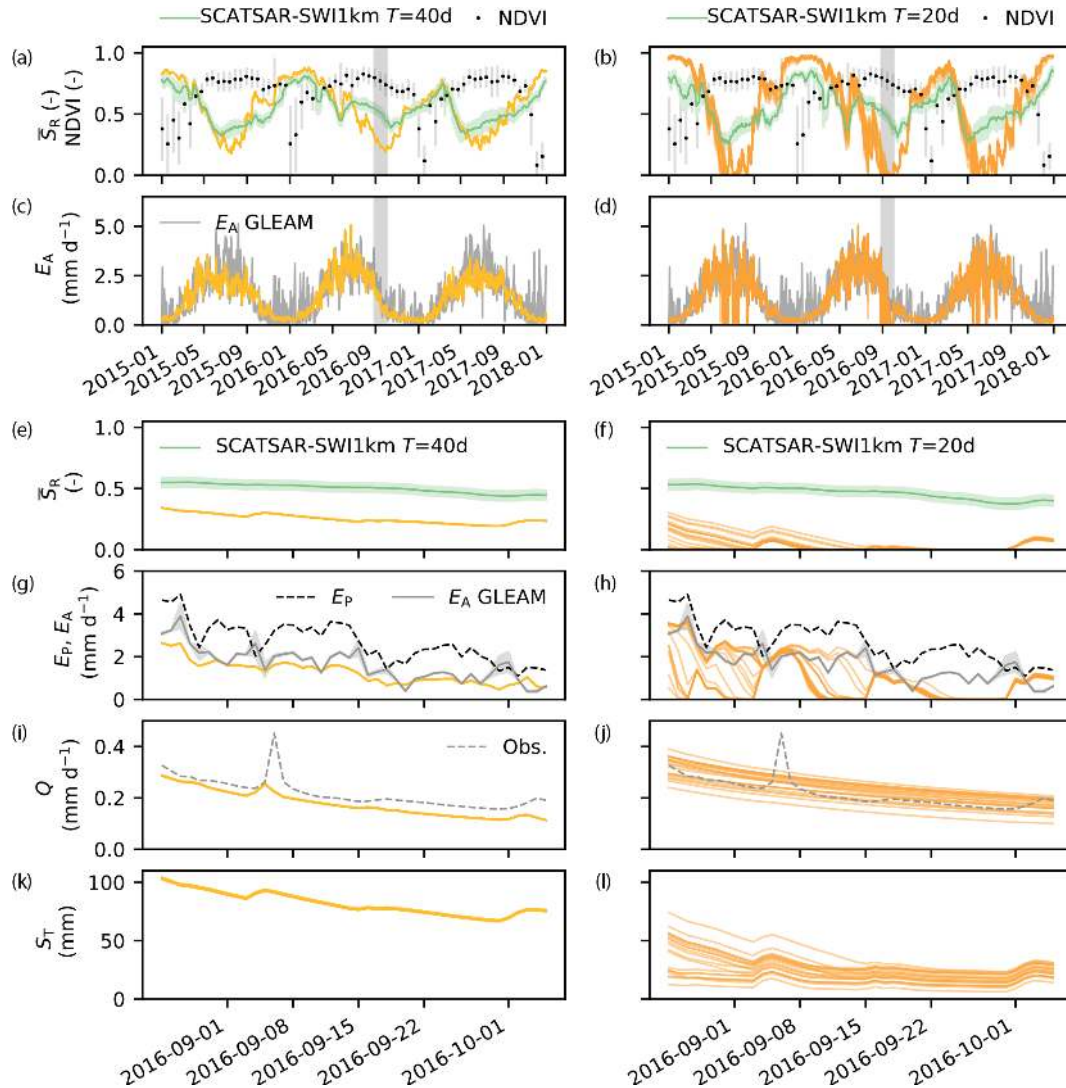 SCATSAR-SWI1km T=40d NDVI
SCATSAR-SWI1km T=20d NDVI
(a)
S̅R (-)
NDVI (-)
1.0
0.5
0.0
(b)
(c)
EA
(mm d⁻¹)
5.0
2.5
0.0
EA GLEAM
(d)
2015-01
2015-05
2015-09
2016-01
2016-05
2016-09
2017-01
2017-05
2017-09
2018-01
2015-01
2015-05
2015-09
2016-01
2016-05
2016-09
2017-01
2017-05
2017-09
2018-01
(e)
S̅R
(-)
1.0
0.5
0.0
SCATSAR-SWI1km T=40d
(f)
SCATSAR-SWI1km T=20d
(g)
EP, EA
(mm d⁻¹)
6
4
2
0
EP
EA GLEAM
(h)
(i)
Q
(mm d⁻¹)
0.4
0.2
0.0
Obs.
(j)
(k)
ST
(mm)
100
50
0
(l)
2016-09-01
2016-09-08
2016-09-15
2016-09-22
2016-10-01
2016-09-01
2016-09-08
2016-09-15
2016-09-22
2016-10-01